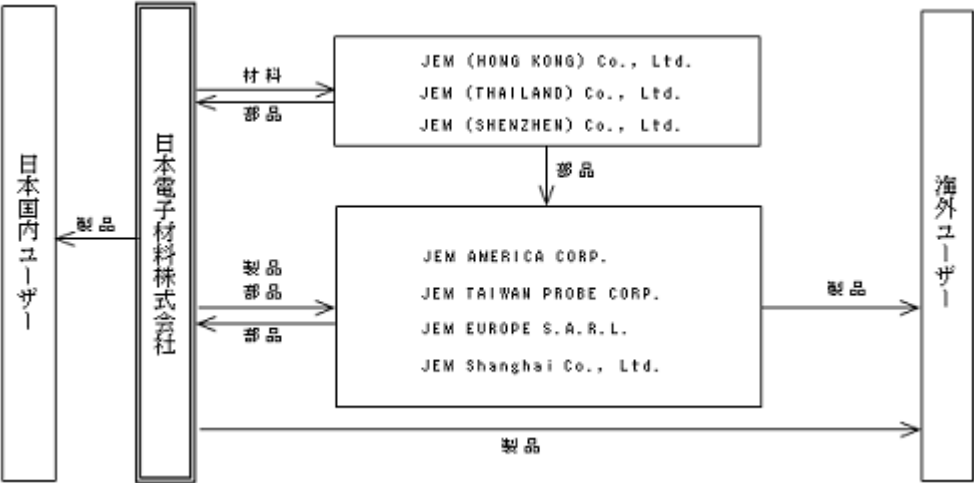 日本国内ユーザー
製品
日本電子材料株式会社
材料
部品
JEM (HONG KONG) Co., Ltd.
JEM (THAILAND) Co., Ltd.
JEM (SHENZHEN) Co., Ltd.
部品
製品
部品
部品
JEM AMERICA CORP.
JEM TAIWAN PROBE CORP.
JEM EUROPE S.A.R.L.
JEM Shanghai Co., Ltd.
製品
製品
海外ユーザー